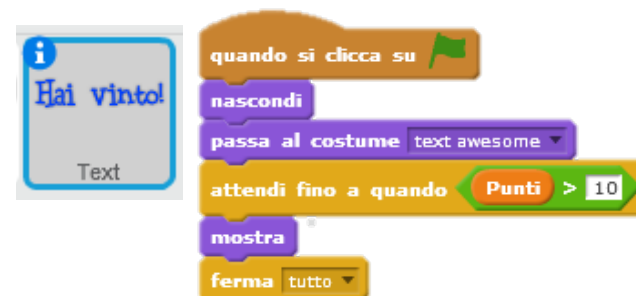 Hai vinto!
Text
quando si clicca su
nascondi
passa al costume text awesome
attendi fino a quando Punti > 10
mostra
ferma tutto